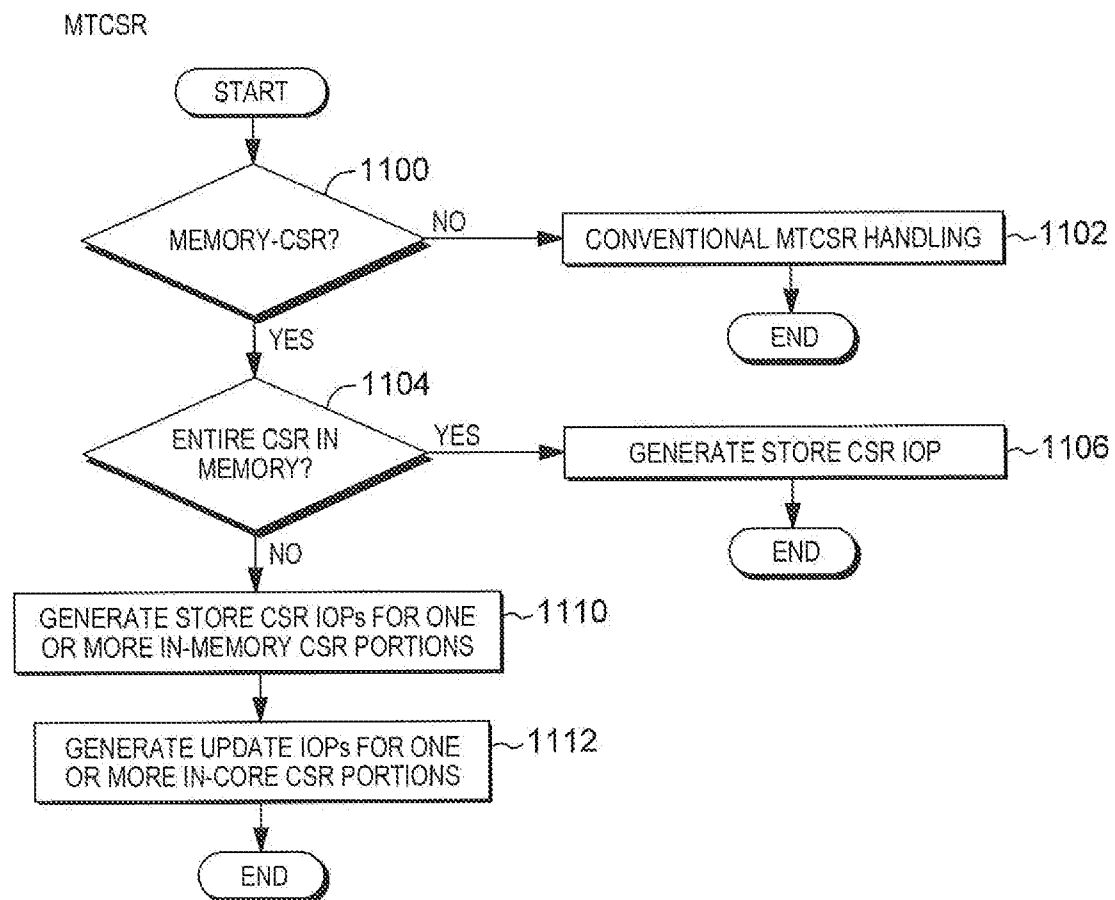 MTCSR
START
1100
MEMORY-CSR?
NO
CONVENTIONAL MTCSR HANDLING
1102
END
YES
1104
ENTIRE CSR IN
MEMORY?
YES
GENERATE STORE CSR IOP
1106
END
NO
GENERATE STORE CSR IOPs FOR ONE
OR MORE IN-MEMORY CSR PORTIONS
1110
GENERATE UPDATE IOPs FOR ONE
OR MORE IN-CORE CSR PORTIONS
1112
END